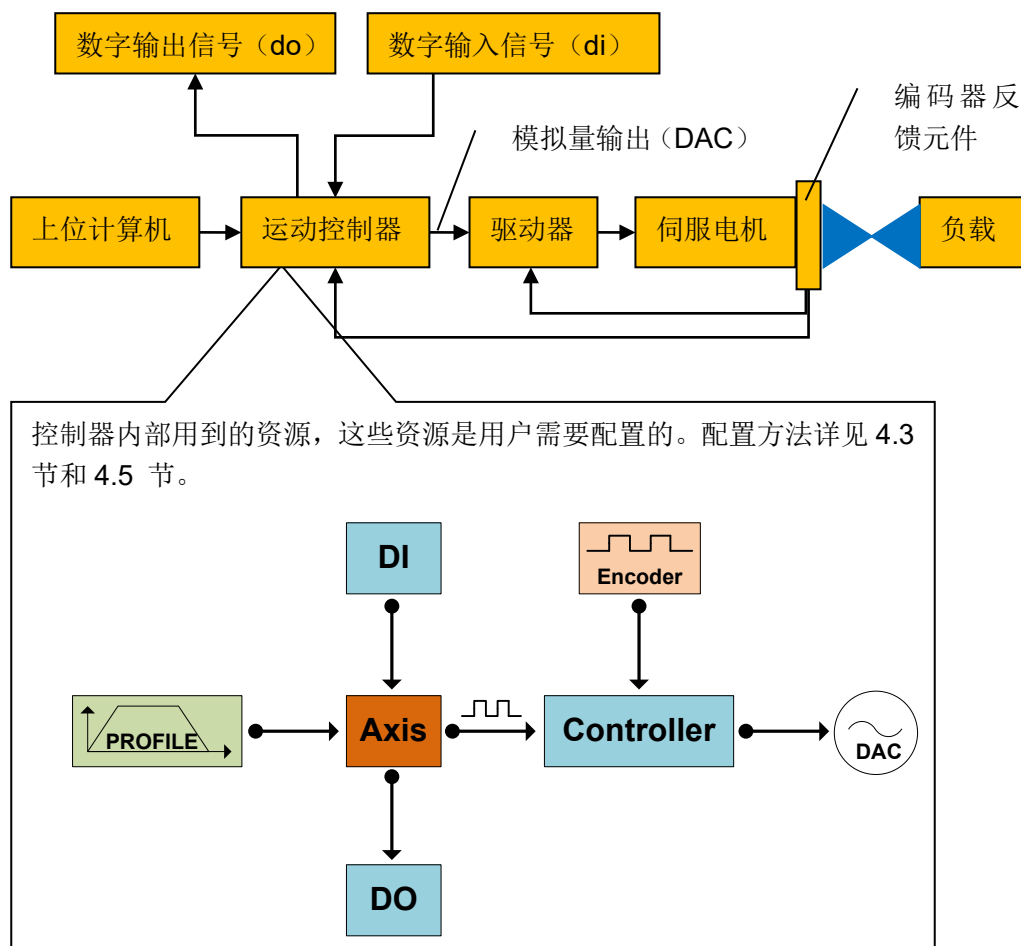 数字输出信号（do）
数字输入信号（di）
编码器反
馈元件
模拟量输出（DAC）
上位计算机
运动控制器
驱动器
伺服电机
负载
控制器内部用到的资源，这些资源是用户需要配置的。配置方法详见 4.3
节和 4.5 节。
DI
Encoder
PROFILE
Axis
Controller
DAC
DO